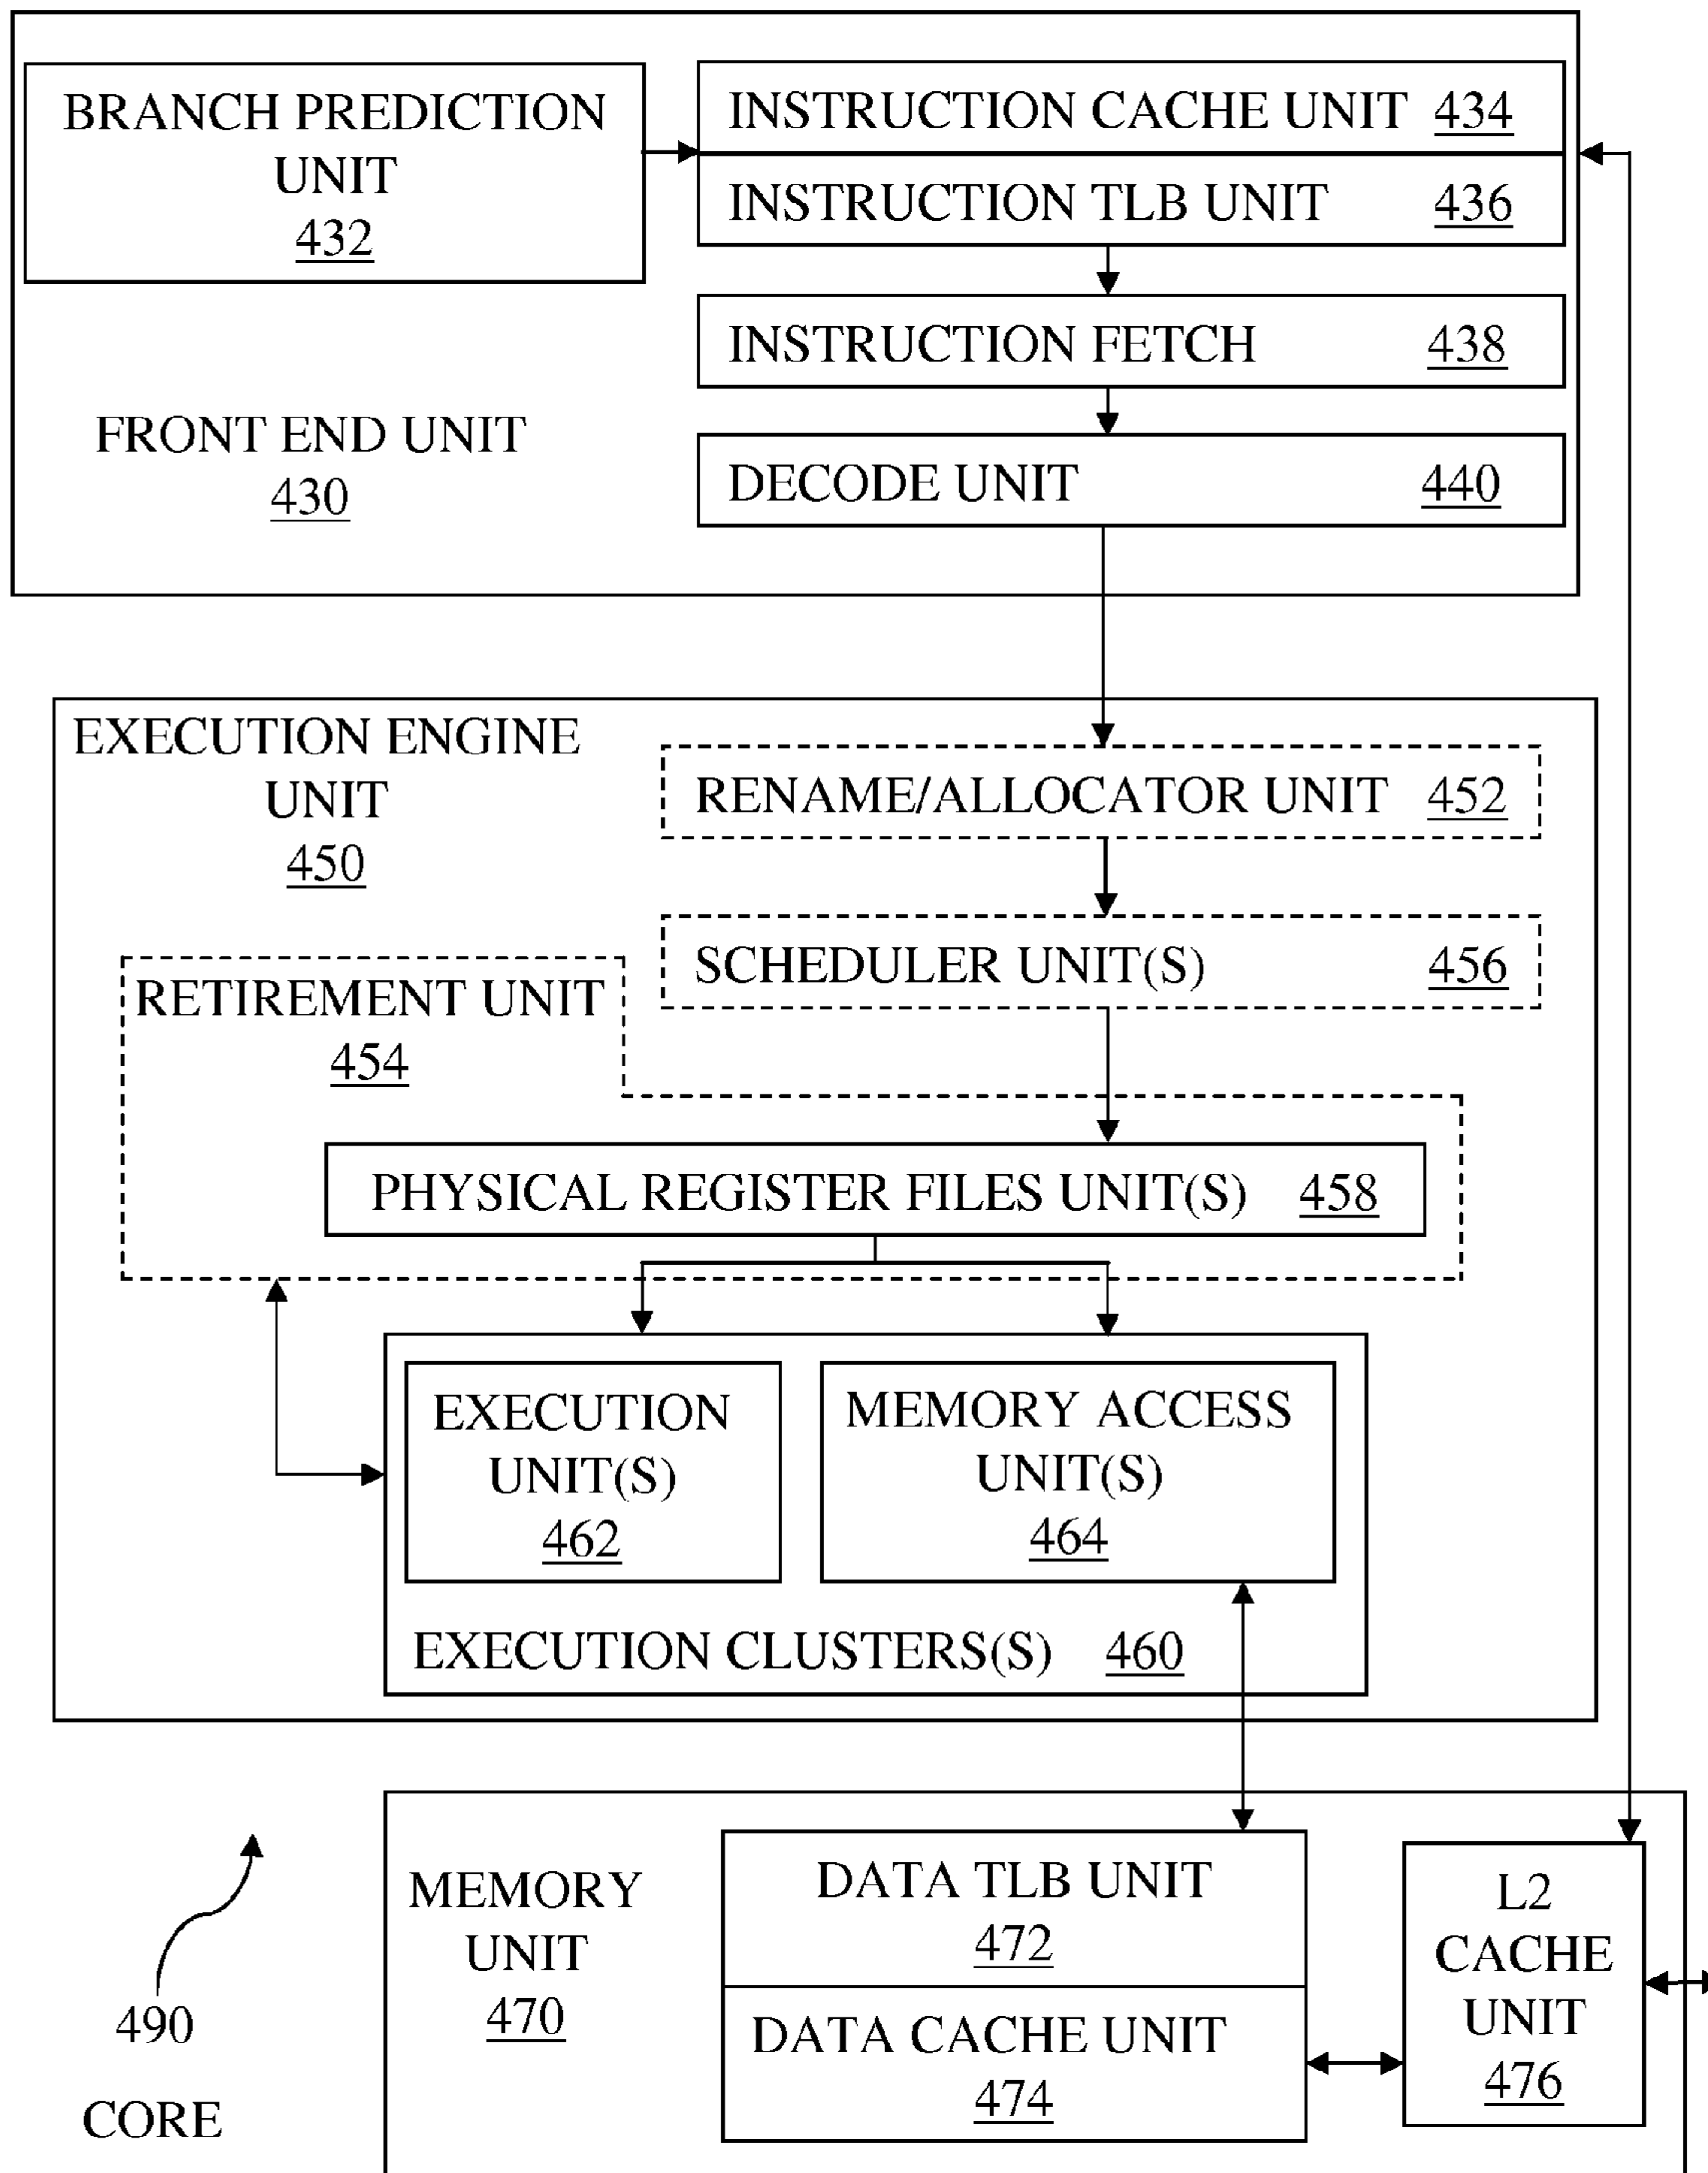 BRANCH PREDICTION
UNIT
432
INSTRUCTION CACHE UNIT 434
INSTRUCTION TLB UNIT 436
INSTRUCTION FETCH 438
FRONT END UNIT
430
DECODE UNIT 440
EXECUTION ENGINE
UNIT
450
RENAME/ALLOCATOR UNIT 452
SCHEDULER UNIT(S) 456
RETIREMENT UNIT
454
PHYSICAL REGISTER FILES UNIT(S) 458
EXECUTION
UNIT(S)
462
MEMORY ACCESS
UNIT(S)
464
EXECUTION CLUSTERS(S) 460
490
CORE
MEMORY
UNIT
470
DATA TLB UNIT
472
DATA CACHE UNIT
474
L2
CACHE
UNIT
476